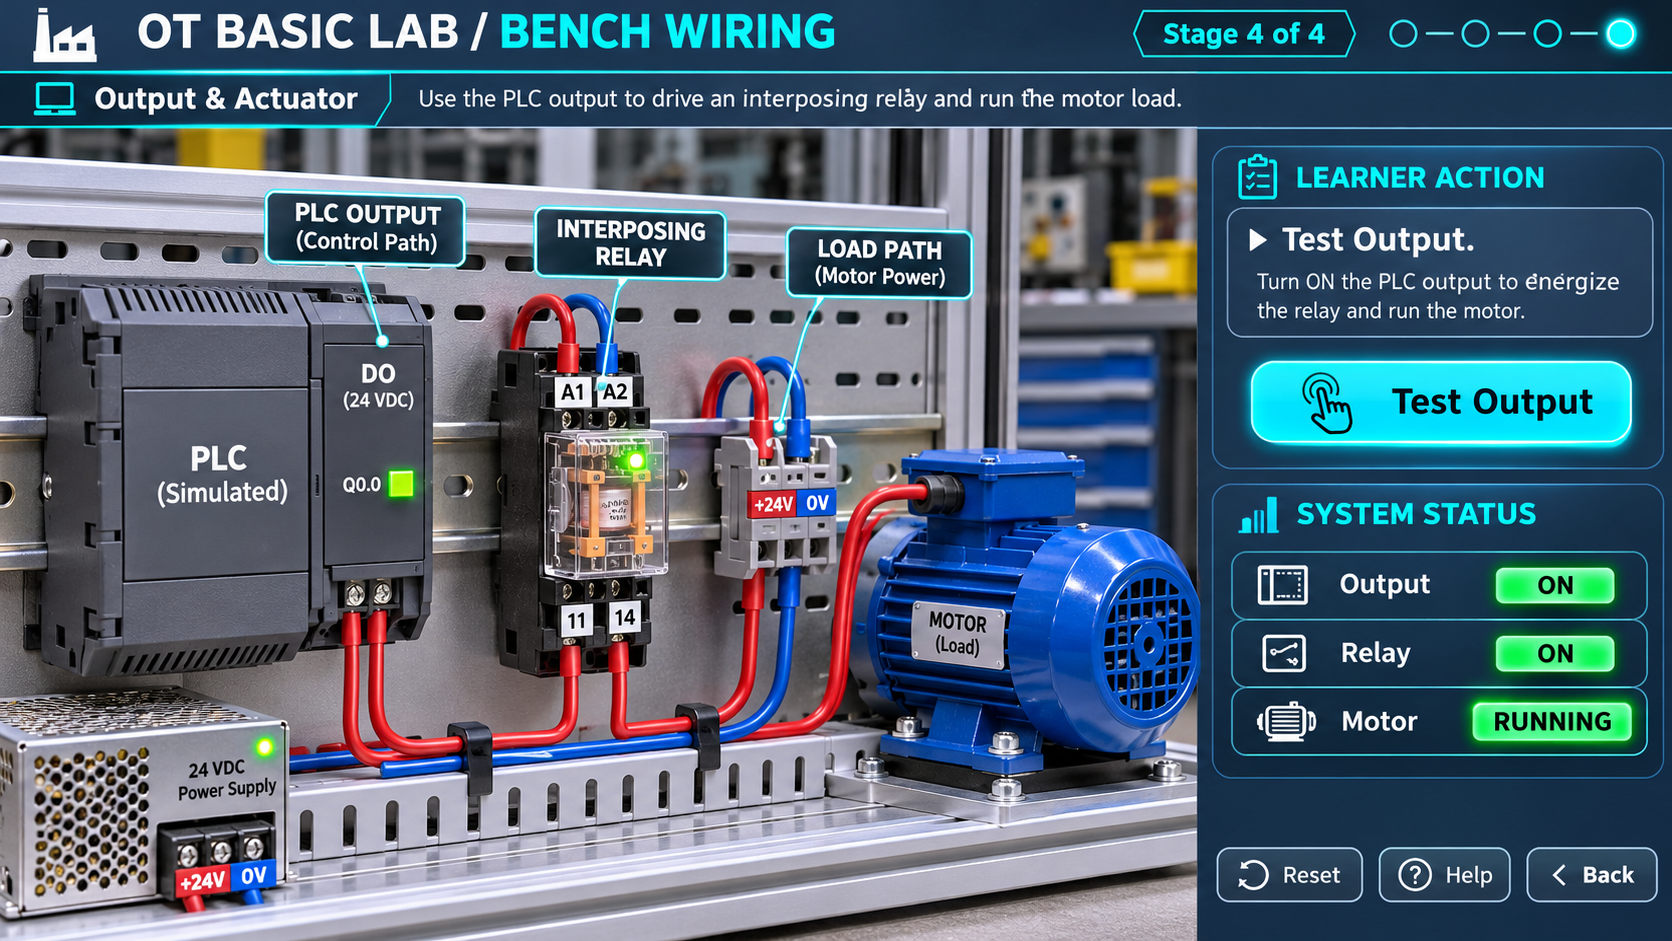 OT BASIC LAB / BENCH WIRING
Stage 4 of 4
Output & Actuator
Use the PLC output to drive an interposing relay and run the motor load.
PLC OUTPUT
(Control Path)
INTERPOSING
RELAY
LOAD PATH
(Motor Power)
DO
(24 VDC)
Q0.0
PLC
(Simulated)
A1 A2
11 14
+24V 0V
MOTOR
(Load)
24 VDC
Power Supply
+24V 0V
LEARNER ACTION
Test Output.
Turn ON the PLC output to energize
the relay and run the motor.
Test Output
SYSTEM STATUS
Output ON
Relay ON
Motor RUNNING
Reset
Help
Back